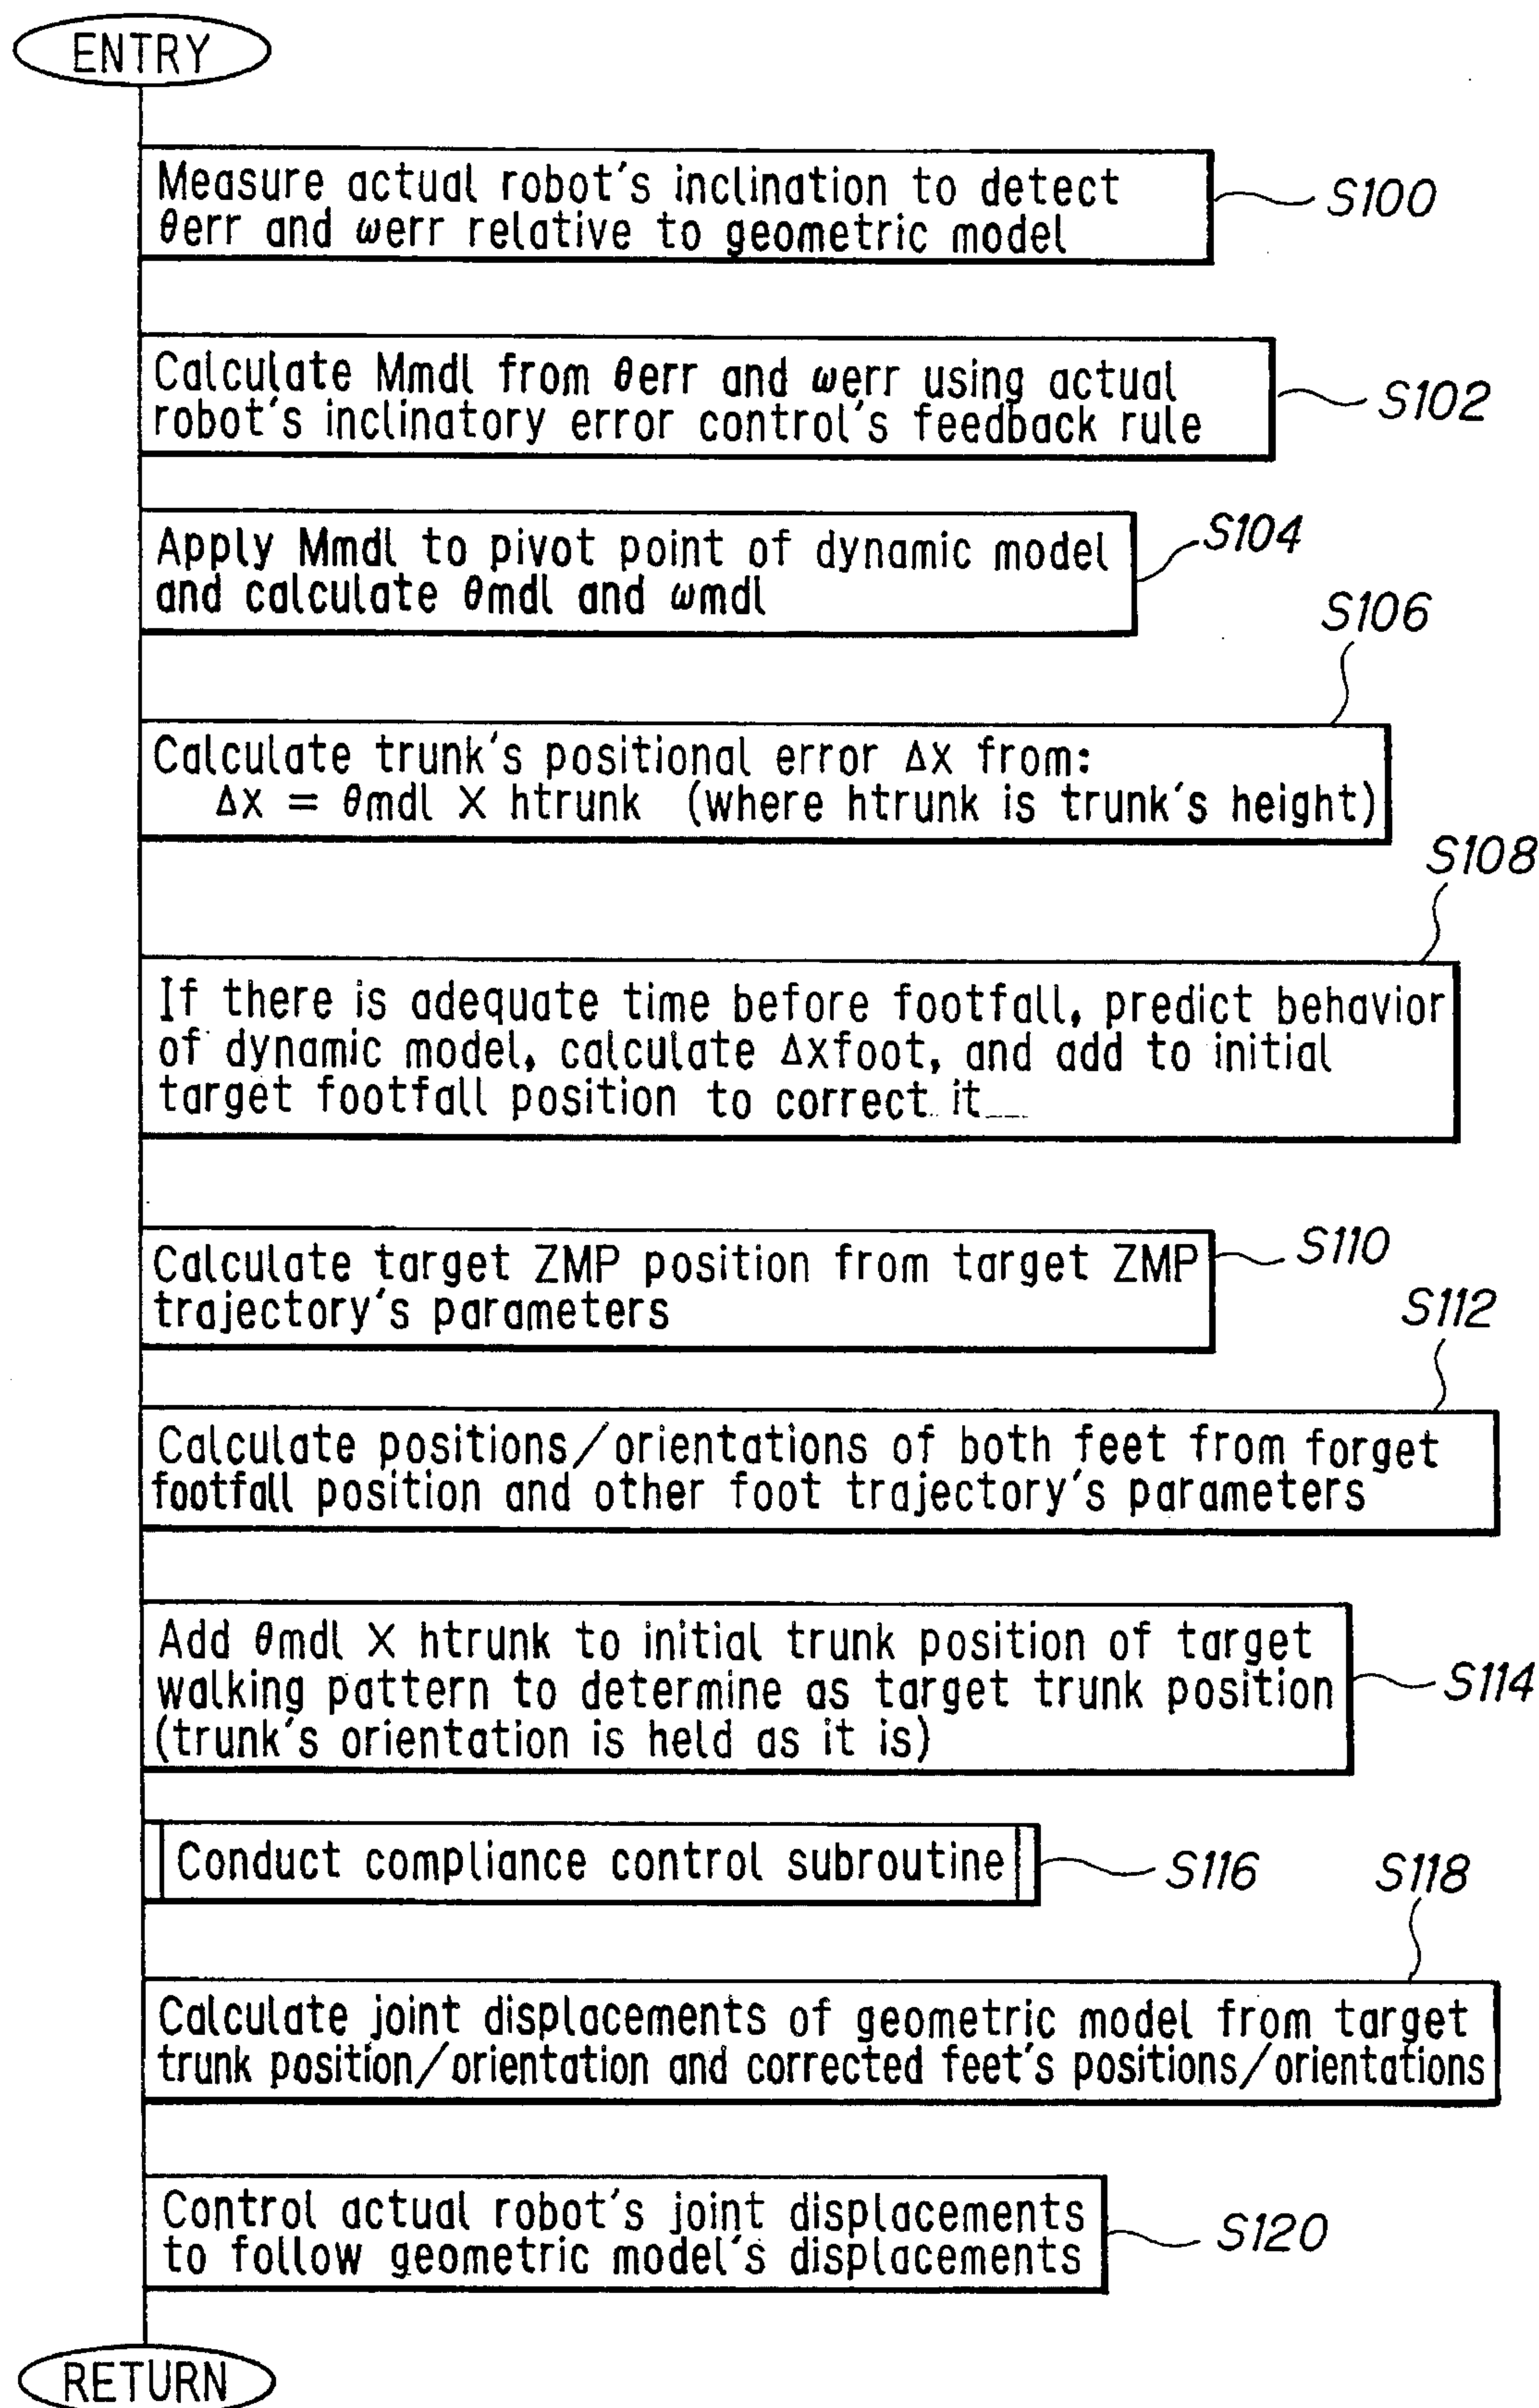 ENTRY
Measure actual robot's inclination to detect
θerr and ωerr relative to geometric model
S100
Calculate Mmdl from θerr and ωerr using actual
robot's inclinatory error control's feedback rule
S102
Apply Mmdl to pivot point of dynamic model
and calculate θmdl and ωmdl
S104
S106
Calculate trunk's positional error Δx from:
Δx = θmdl X htrunk (where htrunk is trunk's height)
S108
If there is adequate time before footfall, predict behavior
of dynamic model, calculate Δxfoot, and add to initial
target footfall position to correct it
Calculate target ZMP position from target ZMP
trajectory's parameters
S110
S112
Calculate positions/orientations of both feet from forget
footfall position and other foot trajectory's parameters
Add θmdl X htrunk to initial trunk position of target
walking pattern to determine as target trunk position
(trunk's orientation is held as it is)
S114
Conduct compliance control subroutine
S116
S118
Calculate joint displacements of geometric model from target
trunk position/orientation and corrected feet's positions/orientations
Control actual robot's joint displacements
to follow geometric model's displacements
S120
RETURN